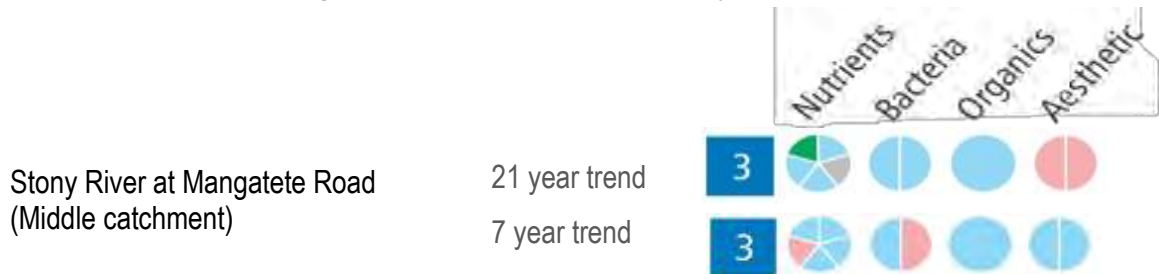 Nutrients
Bacteria
Organics
Aesthetic
Stony River at Mangatete Road
(Middle catchment)
21 year trend
3
7 year trend
3